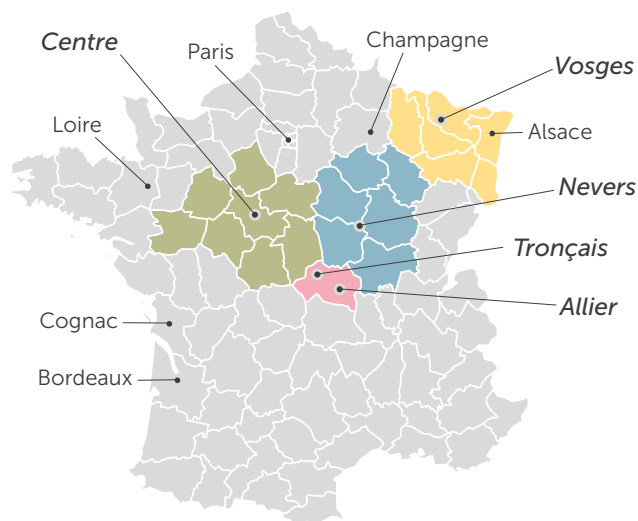 Centre
Paris
Champagne
Vosges
Loire
Alsace
Nevers
Tronçais
Allier
Cognac
Bordeaux